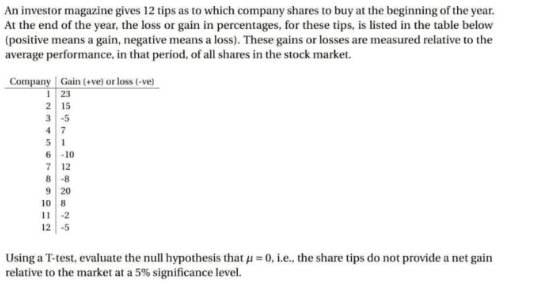 An investor magazine gives 12 tips as to which company shares to buy at the beginning of the year.
At the end of the year, the loss or gain in percentages, for these tips, is listed in the table below
(positive means a gain, negative means a loss). These gains or losses are measured relative to the
average performance, in that period, of all shares in the stock market.
Company Gain (+ve) or loss (-ve)
1 23
2 15
3 -5
4 7
5 1
6 -10
7 12
8 -8
9 20
10 8
11 -2
12 -5
Using a T-test, evaluate the null hypothesis that μ = 0, i.e., the share tips do not provide a net gain
relative to the market at a 5% significance level.